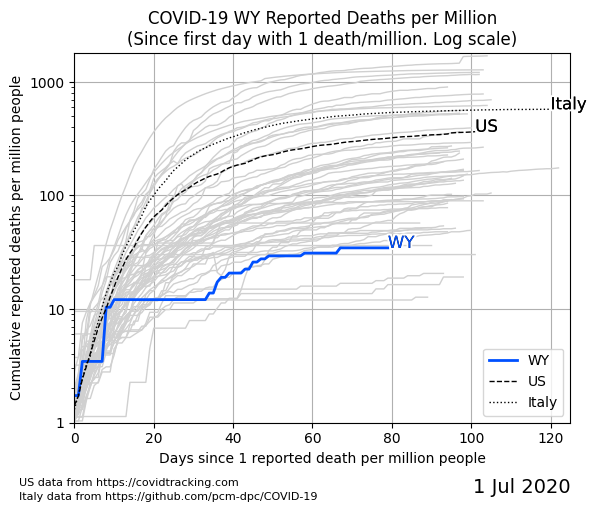 COVID-19 WY Reported Deaths per Million
(Since first day with 1 death/million. Log scale)
Cumulative reported deaths per million people
1000
100
10
1
Italy
US
WY
WY
US
Italy
0 20 40 60 80 100 120
Days since 1 reported death per million people
US data from https://covidtracking.com
Italy data from https://github.com/pcm-dpc/COVID-19
1 Jul 2020